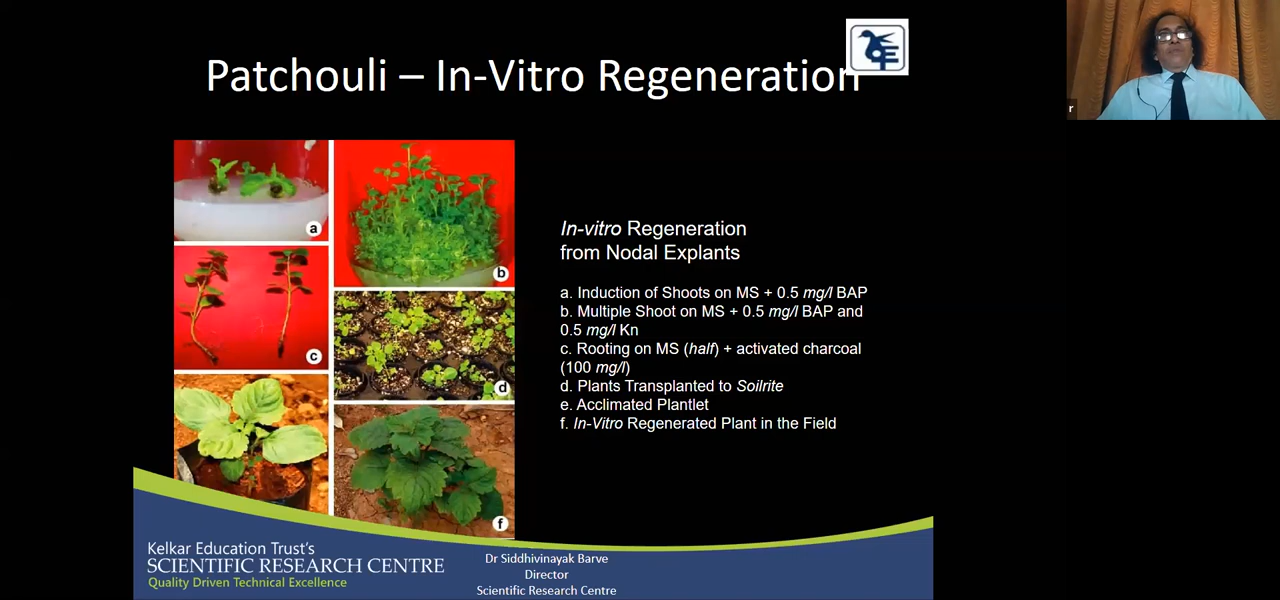 Patchouli – In-Vitro Regeneration
r
a
b
c
d
f
In-vitro Regeneration
from Nodal Explants
a. Induction of Shoots on MS + 0.5 mg/l BAP
b. Multiple Shoot on MS + 0.5 mg/l BAP and
0.5 mg/l Kn
c. Rooting on MS (half) + activated charcoal
(100 mg/l)
d. Plants Transplanted to Soilrite
e. Acclimated Plantlet
f. In-Vitro Regenerated Plant in the Field
Kelkar Education Trust's
SCIENTIFIC RESEARCH CENTRE
Quality Driven Technical Excellence
Dr Siddhivinayak Barve
Director
Scientific Research Centre